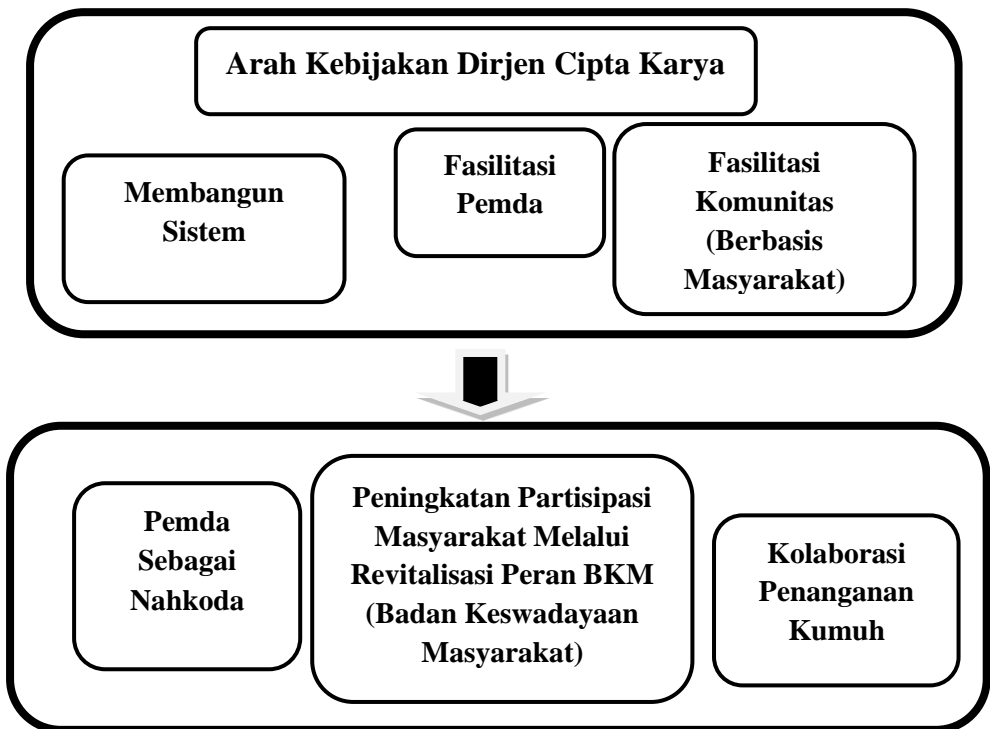 Arah Kebijakan Dirjen Cipta Karya
Membangun
Sistem
Fasilitasi
Pemda
Fasilitasi
Komunitas
(Berbasis
Masyarakat)
Pemda
Sebagai
Nahkoda
Peningkatan Partisipasi
Masyarakat Melalui
Revitalisasi Peran BKM
(Badan Keswadayaan
Masyarakat)
Kolaborasi
Penanganan
Kumuh